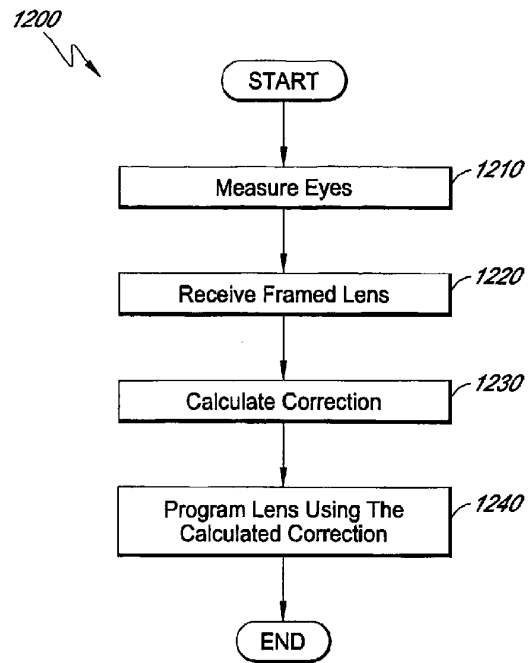 1200
START
Measure Eyes
1210
Receive Framed Lens
1220
Calculate Correction
1230
Program Lens Using The
Calculated Correction
1240
END